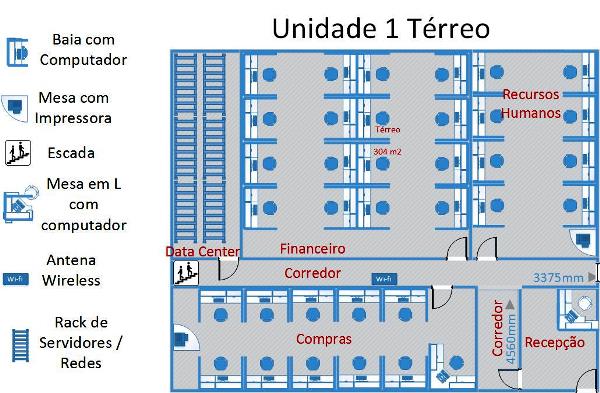 Unidade 1 Térreo
Baia com
Computador
Mesa com
Impressora
Escada
Mesa em L
com
computador
Antena
Wireless
Wi-fi
Rack de
Servidores /
Redes
Recursos
Humanos
Térreo
304 m2
Data Center
Financeiro
Corredor
Wi-fi
3375mm
Compras
Corredor
4560mm
Recepção